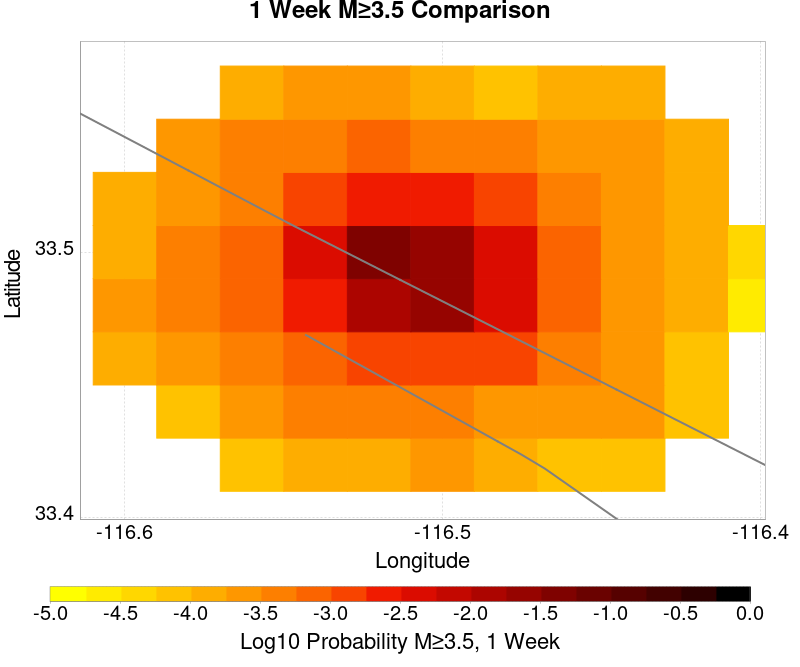 1 Week M≥3.5 Comparison
Latitude
33.5
33.4
-116.6 -116.5 -116.4
Longitude
-5.0 -4.5 -4.0 -3.5 -3.0 -2.5 -2.0 -1.5 -1.0 -0.5 0.0
Log10 Probability M≥3.5, 1 Week